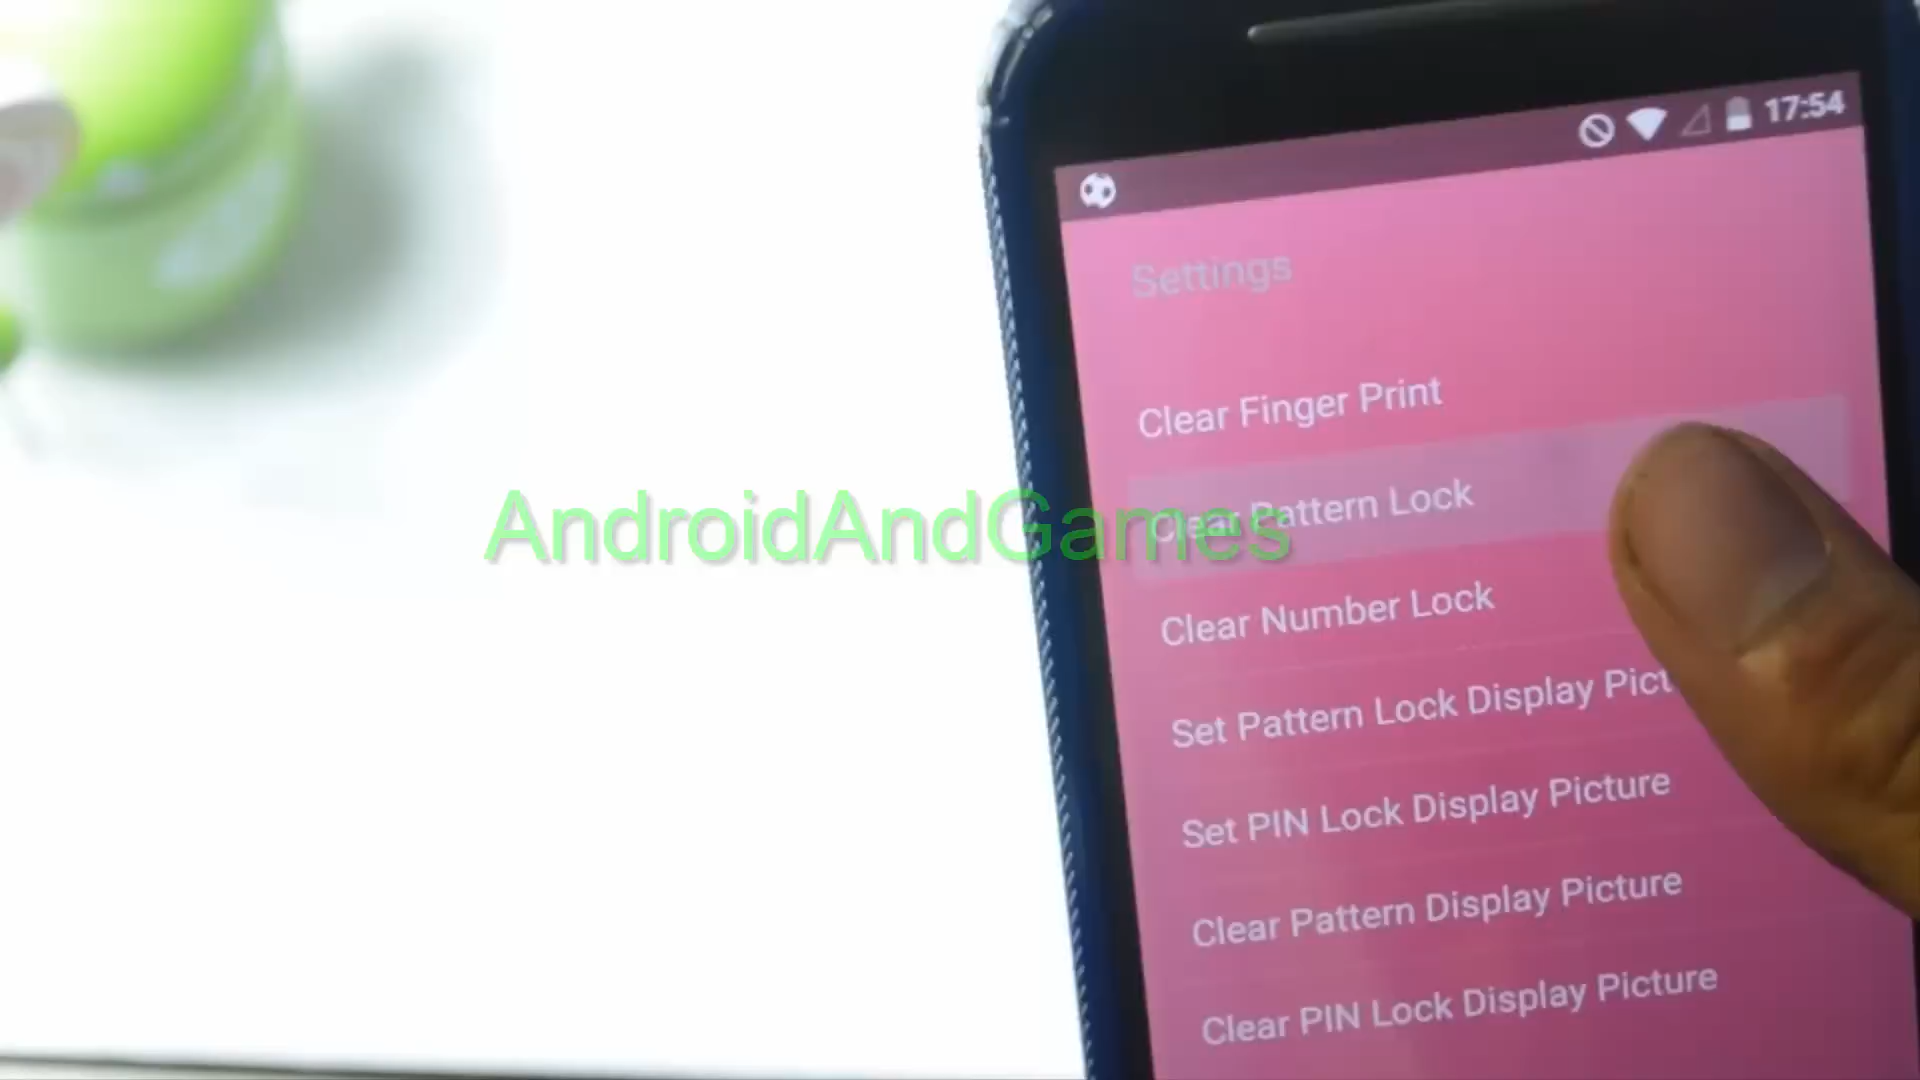 17:54
Settings
Clear Finger Print
Clear Pattern Lock
AndroidAndGames
Clear Number Lock
Set Pattern Lock Display Pict
Set PIN Lock Display Picture
Clear Pattern Display Picture
Clear PIN Lock Display Picture